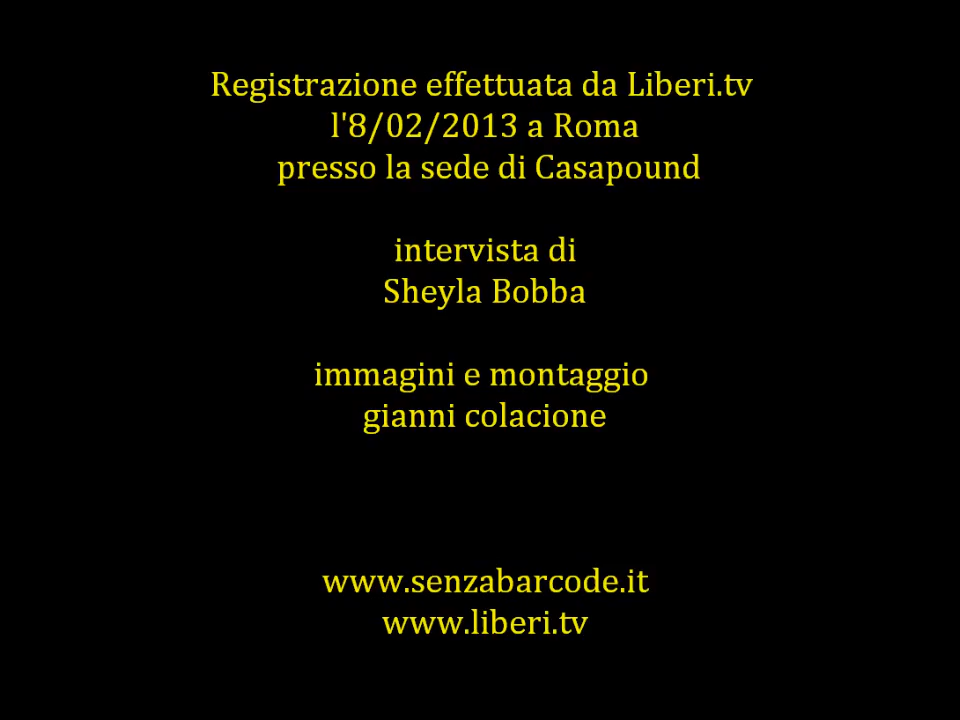 Registrazione effettuata da Liberi.tv
l'8/02/2013 a Roma
presso la sede di Casapound
intervista di
Sheyla Bobba
immagini e montaggio
gianni colacione
www.senzabarcode.it
www.liberi.tv